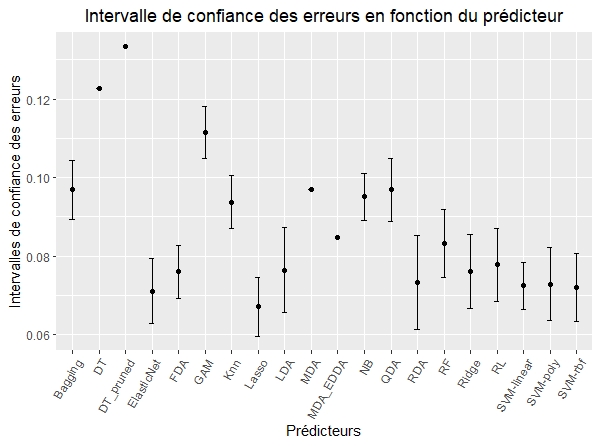 Intervalle de confiance des erreurs en fonction du prédicteur
Intervalles de confiance des erreurs
0.12
0.10
0.08
0.06
Bagging
DT
DT_pruned
ElasticNet
FDA
GAM
Knn
Lasso
LDA
MDA
MDA_EDDA
NB
QDA
RDA
RF
Ridge
RL
SVM-linear
SVM-poly
SVM-rbf
Prédicteurs